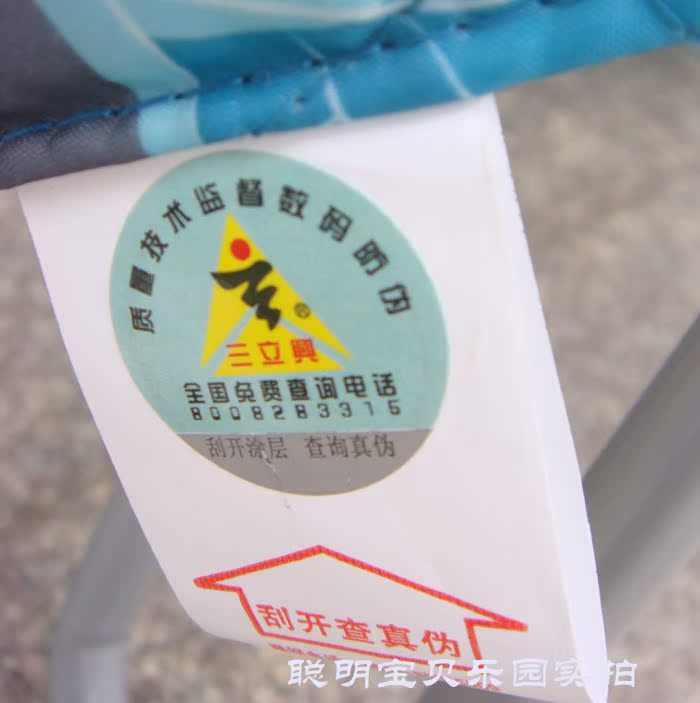 质量技术监督数码防伪
®
三立興
全国免费查询电话
8008283315
刮开涂层 查询真伪
刮开查真伪
聪明宝贝乐园实拍